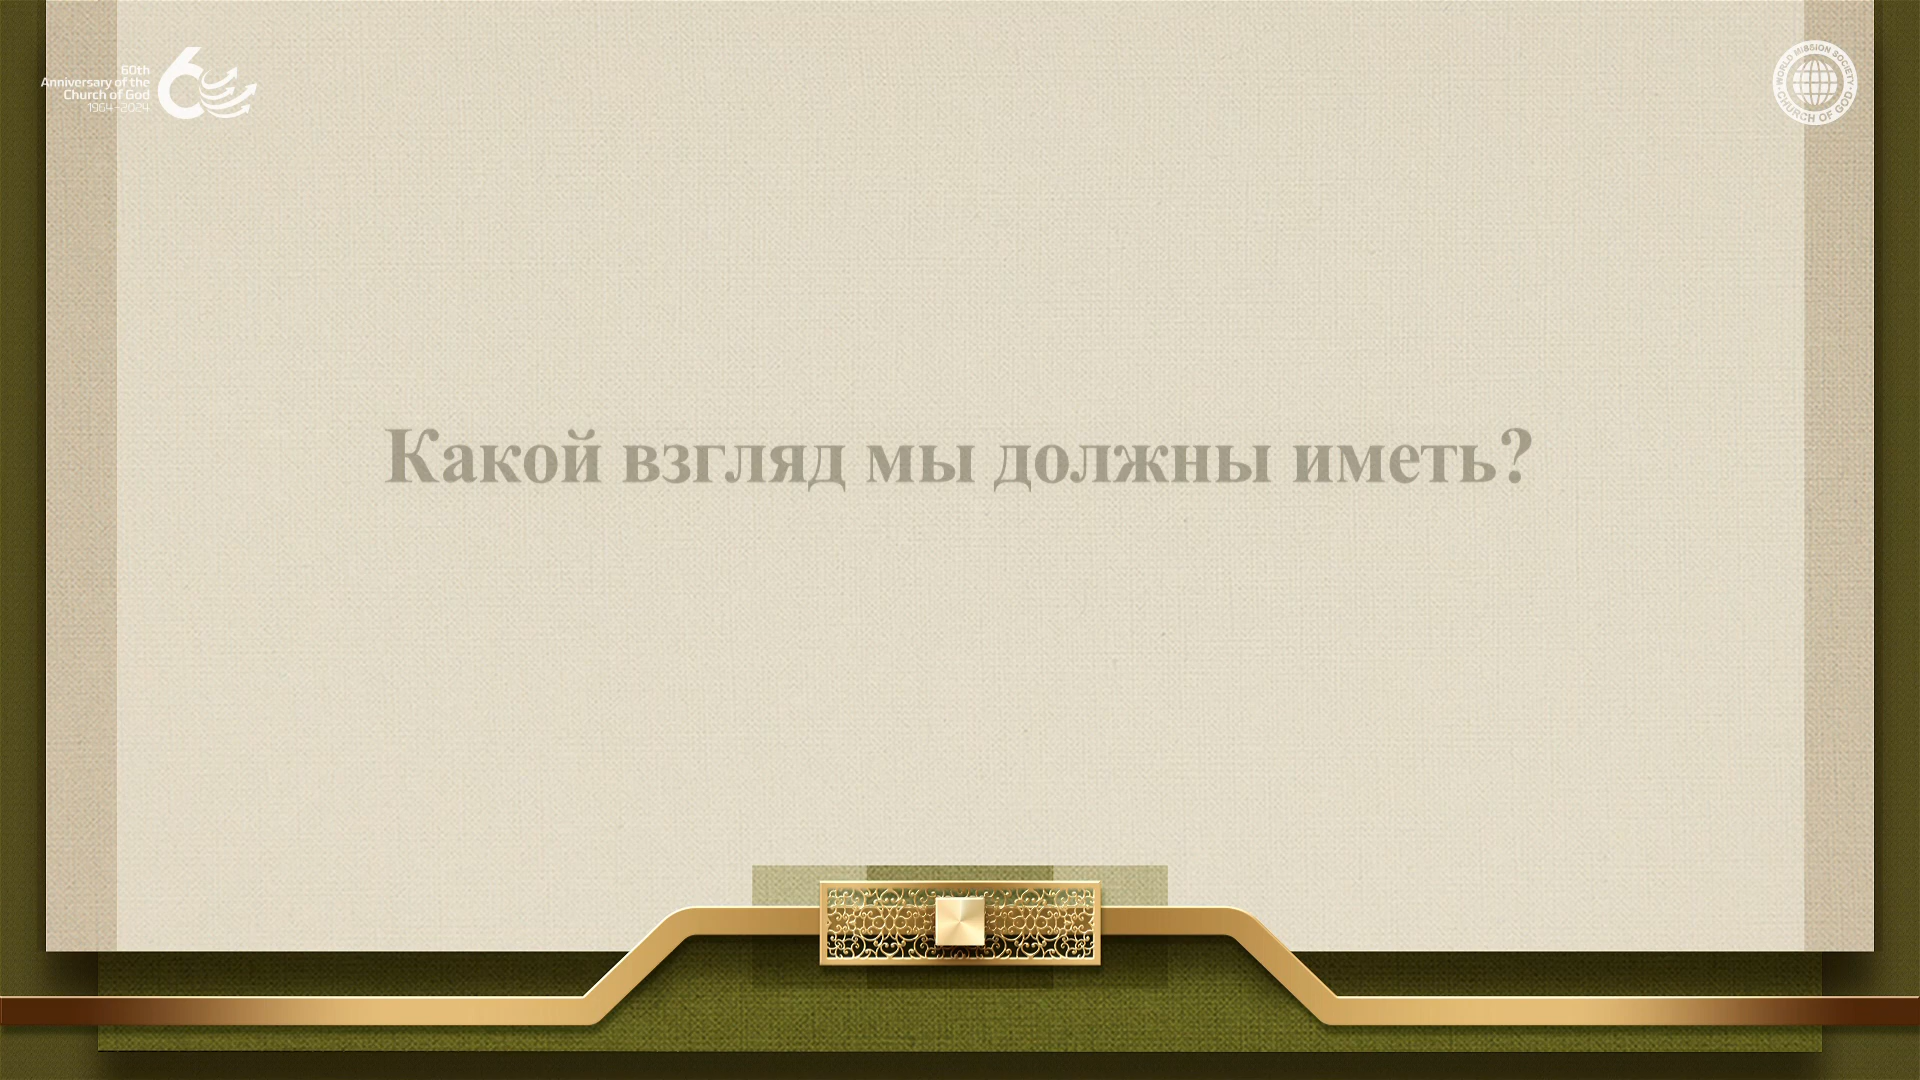 60th
Anniversary of the
Church of God
1964-2024
WORLD MISSION SOCIETY
CHURCH OF GOD
Какой взгляд мы должны иметь?